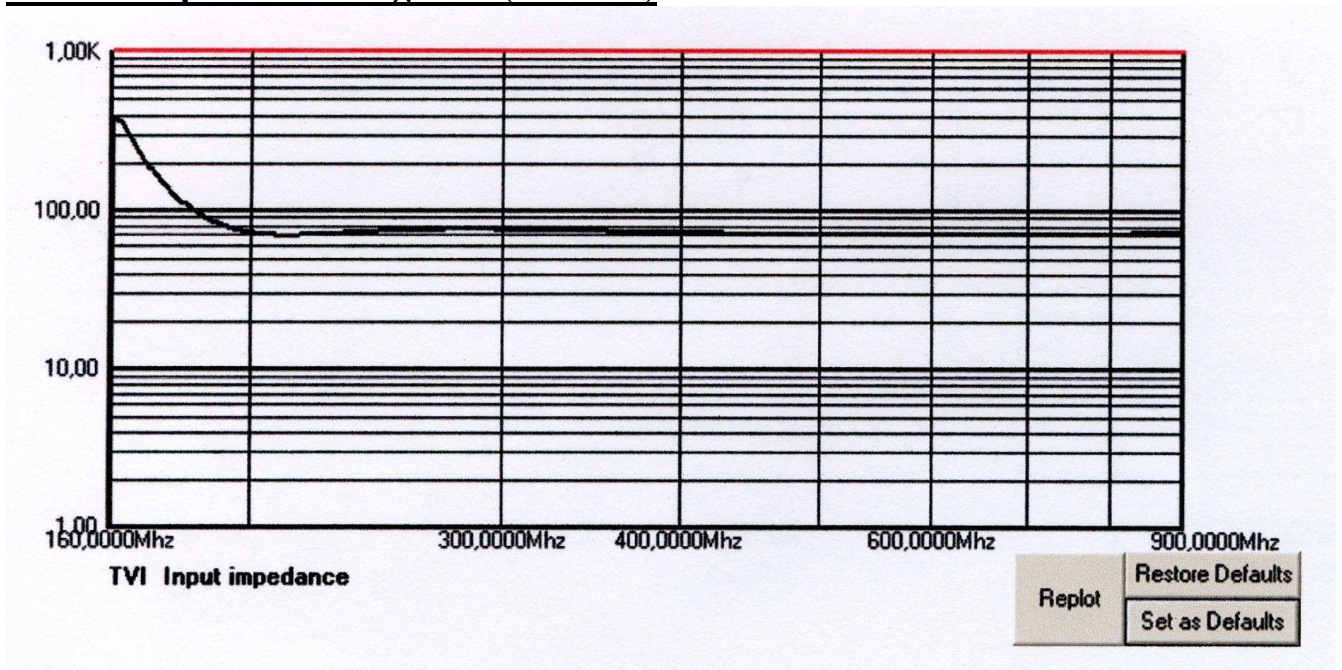 1,00K
100,00
10,00
1,00
160,0000Mhz 300,0000Mhz 400,0000Mhz 600,0000Mhz 900,0000Mhz
TVI Input impedance
Replot
Restore Defaults
Set as Defaults